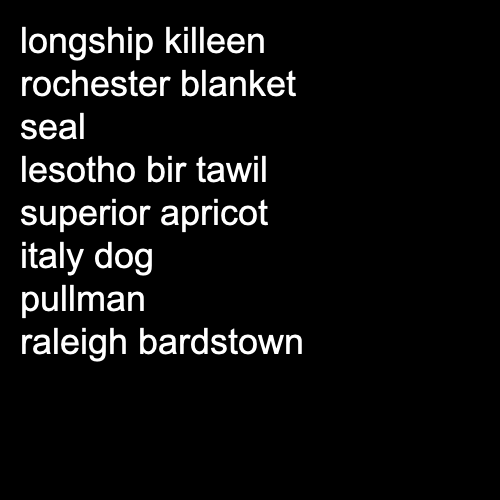 longship killeen
rochester blanket
seal
lesotho bir tawil
superior apricot
italy dog
pullman
raleigh bardstown